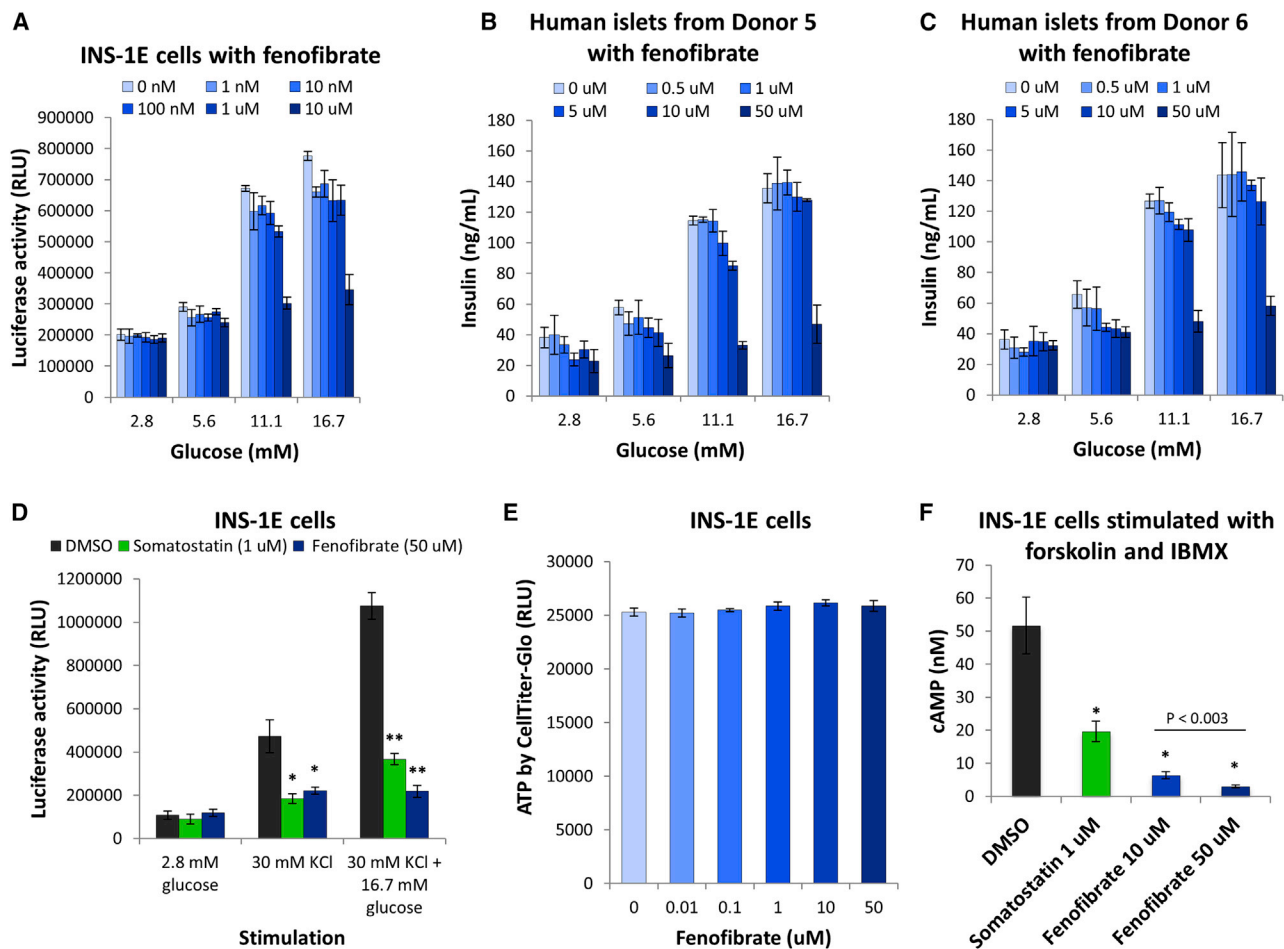 A
INS-1E cells with fenofibrate
0 nM 1 nM 10 nM
100 nM 1 uM 10 uM
Luciferase activity (RLU)
900000
800000
700000
600000
500000
400000
300000
200000
100000
0
2.8 5.6 11.1 16.7
Glucose (mM)
B
Human islets from Donor 5
with fenofibrate
0 uM 0.5 uM 1 uM
5 uM 10 uM 50 uM
Insulin (ng/mL)
180
160
140
120
100
80
60
40
20
0
2.8 5.6 11.1 16.7
Glucose (mM)
C
Human islets from Donor 6
with fenofibrate
0 uM 0.5 uM 1 uM
5 uM 10 uM 50 uM
Insulin (ng/mL)
180
160
140
120
100
80
60
40
20
0
2.8 5.6 11.1 16.7
Glucose (mM)
D
INS-1E cells
DMSO Somatostatin (1 uM) Fenofibrate (50 uM)
Luciferase activity (RLU)
1200000
1000000
800000
600000
400000
200000
0
* *
** **
2.8 mM
glucose
30 mM KCl
30 mM KCl +
16.7 mM
glucose
Stimulation
E
INS-1E cells
ATP by CellTiter-Glo (RLU)
30000
25000
20000
15000
10000
5000
0
0 0.01 0.1 1 10 50
Fenofibrate (uM)
F
INS-1E cells stimulated with
forskolin and IBMX
cAMP (nM)
70
60
50
40
30
20
10
0
P < 0.003
* * *
DMSO
Somatostatin 1 uM
Fenofibrate 10 uM
Fenofibrate 50 uM